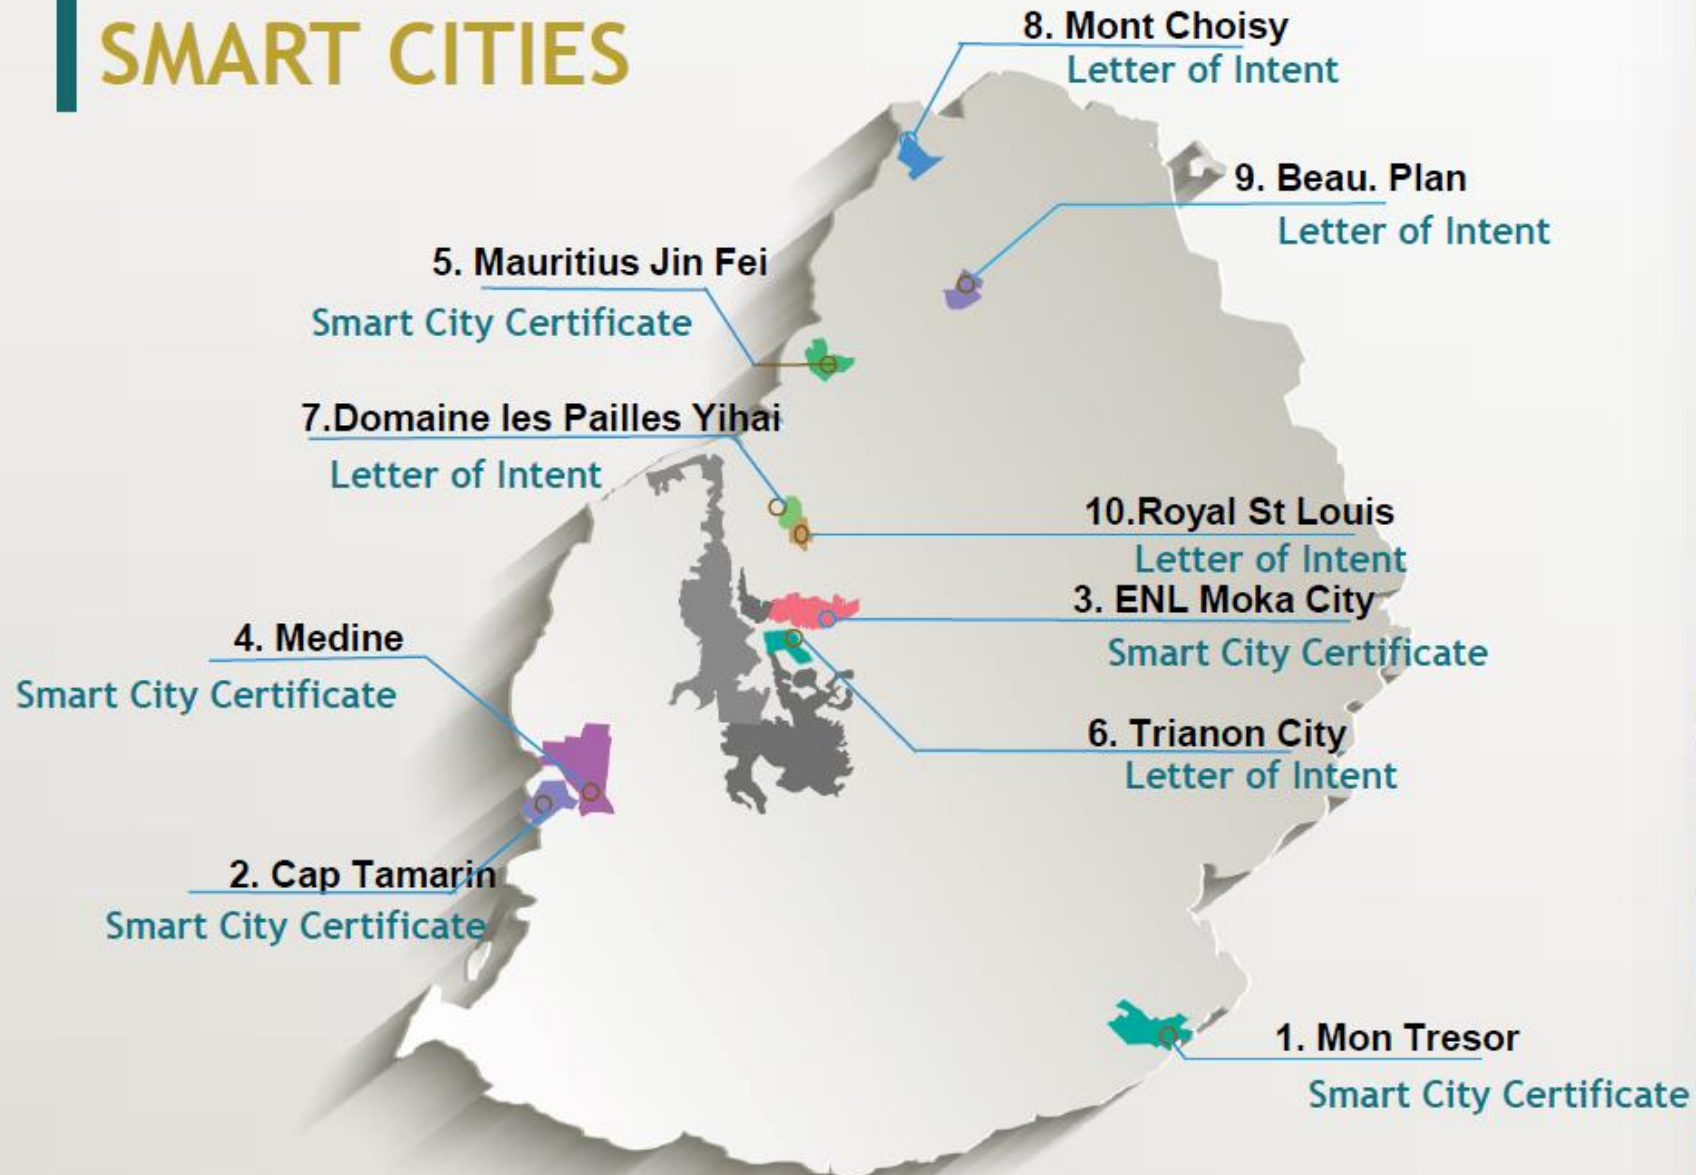 SMART CITIES
8. Mont Choisy
Letter of Intent
9. Beau. Plan
Letter of Intent
5. Mauritius Jin Fei
Smart City Certificate
7.Domaine les Pailles Yihai
Letter of Intent
10.Royal St Louis
Letter of Intent
3. ENL Moka City
Smart City Certificate
4. Medine
Smart City Certificate
6. Trianon City
Letter of Intent
2. Cap Tamarin
Smart City Certificate
1. Mon Tresor
Smart City Certificate